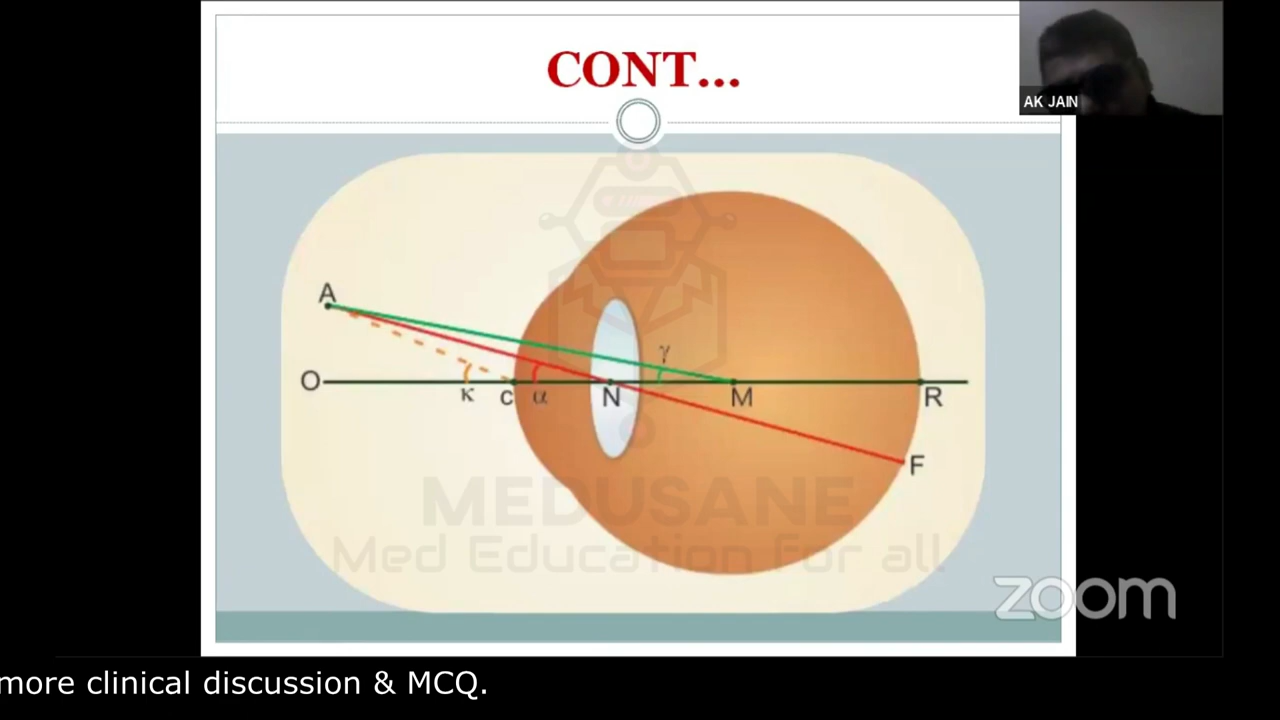 CONT...
AK JAIN
A
γ
O
κ
c
α
N
M
R
F
MEDUSANE
Med Education for all
zoom
more clinical discussion & MCQ.